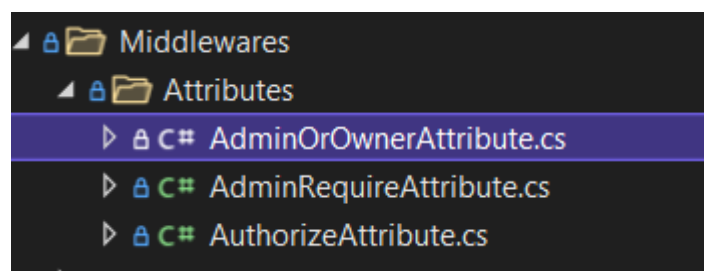 Middlewares
Attributes
C# AdminOrOwnerAttribute.cs
C# AdminRequireAttribute.cs
C# AuthorizeAttribute.cs